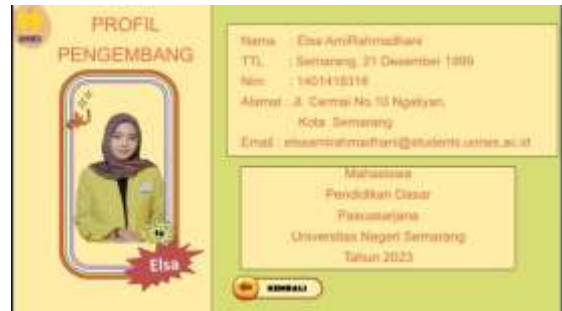 UNNES
PROFIL
PENGEMBANG
Elsa
Nama : Elsa AmiRahmadhani
TTL : Semarang, 21 Desember 1999
Nim : 1401418316
Alamat : Jl. Cermai No.10 Ngaliyan,
Kota Semarang
Email : elsaamirahmadhani@students.unnes.ac.id
Mahasiswa
Pendidikan Dasar
Pascasarjana
Universitas Negeri Semarang
Tahun 2023
KEMBALI